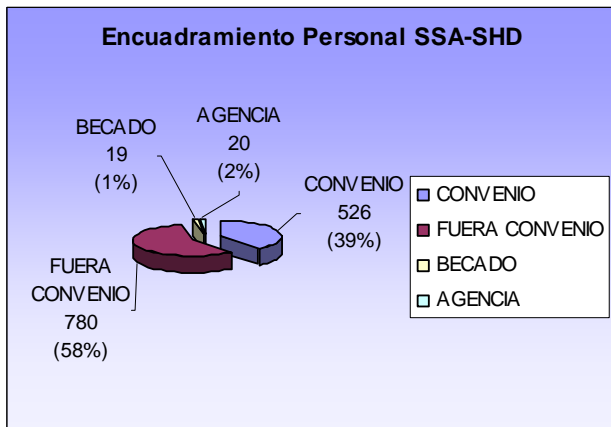 Encuadramiento Personal SSA-SHD
BECADO
19
(1%)
AGENCIA
20
(2%)
CONVENIO
526
(39%)
FUERA
CONVENIO
780
(58%)
CONVENIO
FUERA CONVENIO
BECADO
AGENCIA